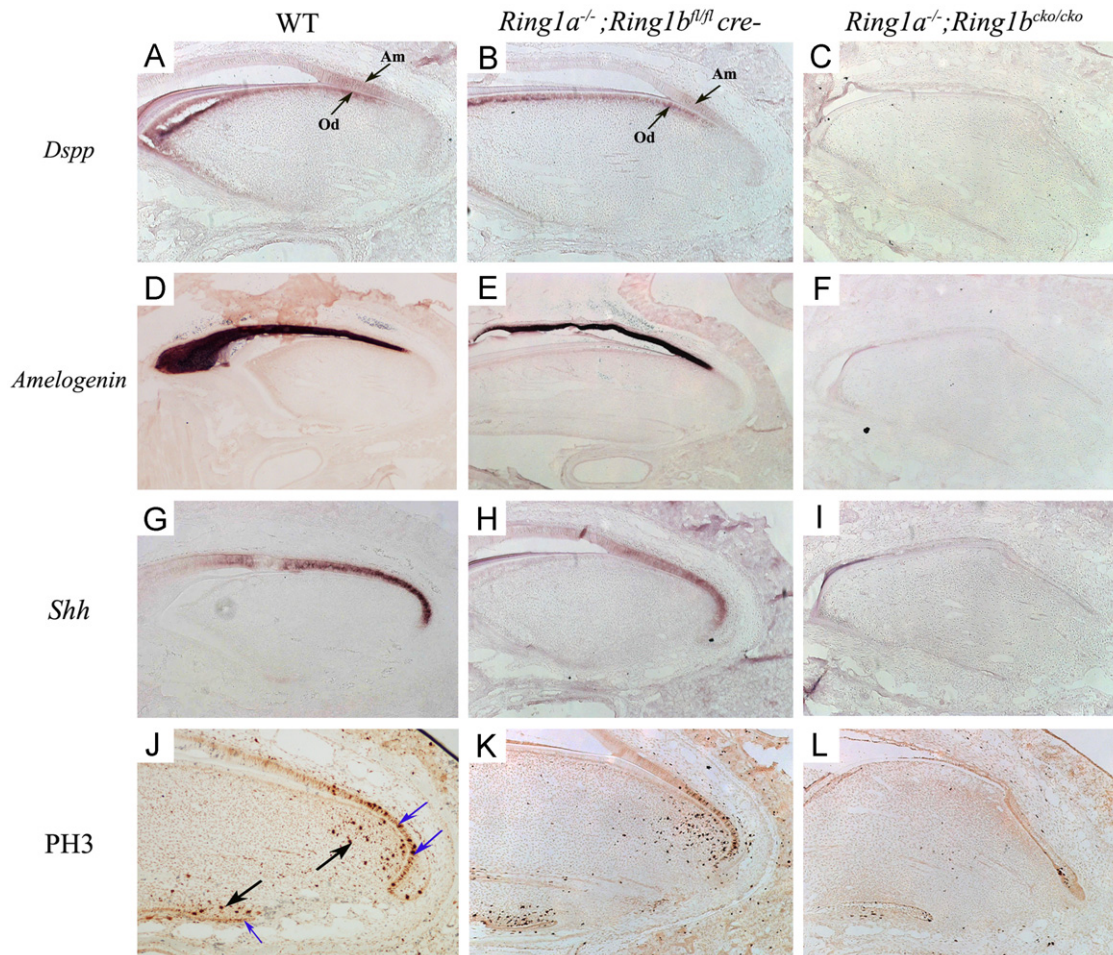 WT Ring1a-/-;Ring1bfl/fl cre- Ring1a-/-;Ring1bcko/cko
A Am Od B Am Od C
Dspp
D E F
Amelogenin
G H I
Shh
J K L
PH3